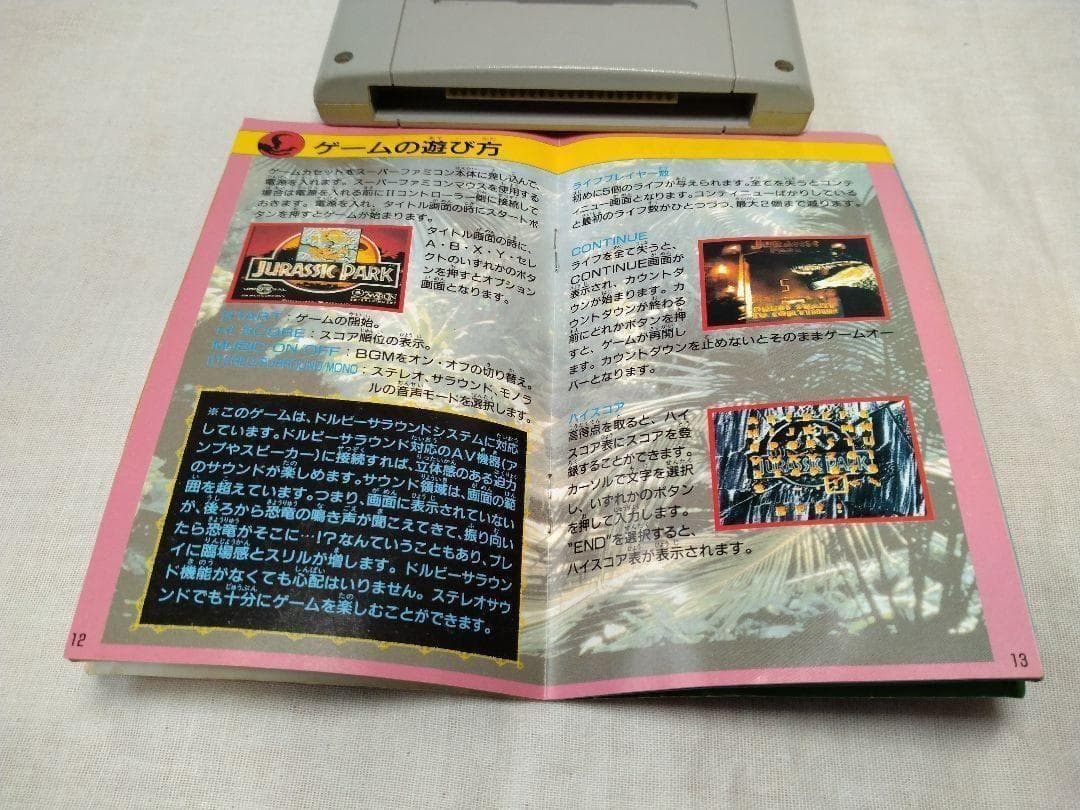 ゲームの遊び方
ゲームカセットをスーパーファミコン本体に差し込んで、
電源を入れます。スーパーファミコンマウスを使用する
場合は電源を入れる前にⅡコントローラー側に接続して
おきます。電源を入れ、タイトル画面の時にスタートボ
タンを押すとゲームが始まります。
JURASSIC PARK
タイトル画面の時に、
A・B・X・Y・セレ
クトのいずれかのボタ
ンを押すとオプション
画面となります。
START：ゲームの開始。
HI SCORE：スコア順位の表示。
MUSIC ON/OFF：BGMをオン・オフの切り替え。
STEREO/SURROUND/MONO：ステレオ、サラウンド、モノラ
ルの音声モードを選択します。
※このゲームは、ドルビーサラウンドシステムに対応
しています。ドルビーサラウンド対応のAV機器（ア
ンプやスピーカー）に接続すれば、立体感のある迫力
のサウンドが楽しめます。サウンド領域は、画面の範
囲を超えています。つまり、画面に表示されていない
が、後ろから恐竜の鳴き声が聞こえてきて、振り向い
たら恐竜がそこに…!?なんていうこともあり、プレ
イに臨場感とスリルが増します。ドルビーサラウン
ド機能がなくても心配はいりません。ステレオサウ
ンドでも十分にゲームを楽しむことができます。
12
ライフプレイヤー数
初めに5個のライフが与えられます。全てを失うとコンテ
ィニュー画面となります。コンティニューばかりしている
と最初のライフ数がひとつづつ、最大2個まで減ります。
CONTINUE
ライフを全て失うと、
CONTINUE画面が
表示され、カウントダ
ウンが始まります。カ
ウントダウンが終わる
前にどれかボタンを押
すと、ゲームが再開し
ます。カウントダウンを止めないとそのままゲームオー
バーとなります。
JURASSIC
5
ハイスコア
高得点を取ると、ハイ
スコア表にスコアを登
録することができます。
カーソルで文字を選択
し、いずれかのボタン
を押して入力します。
"END"を選択すると、
ハイスコア表が表示されます。
JURASSIC PARK
13